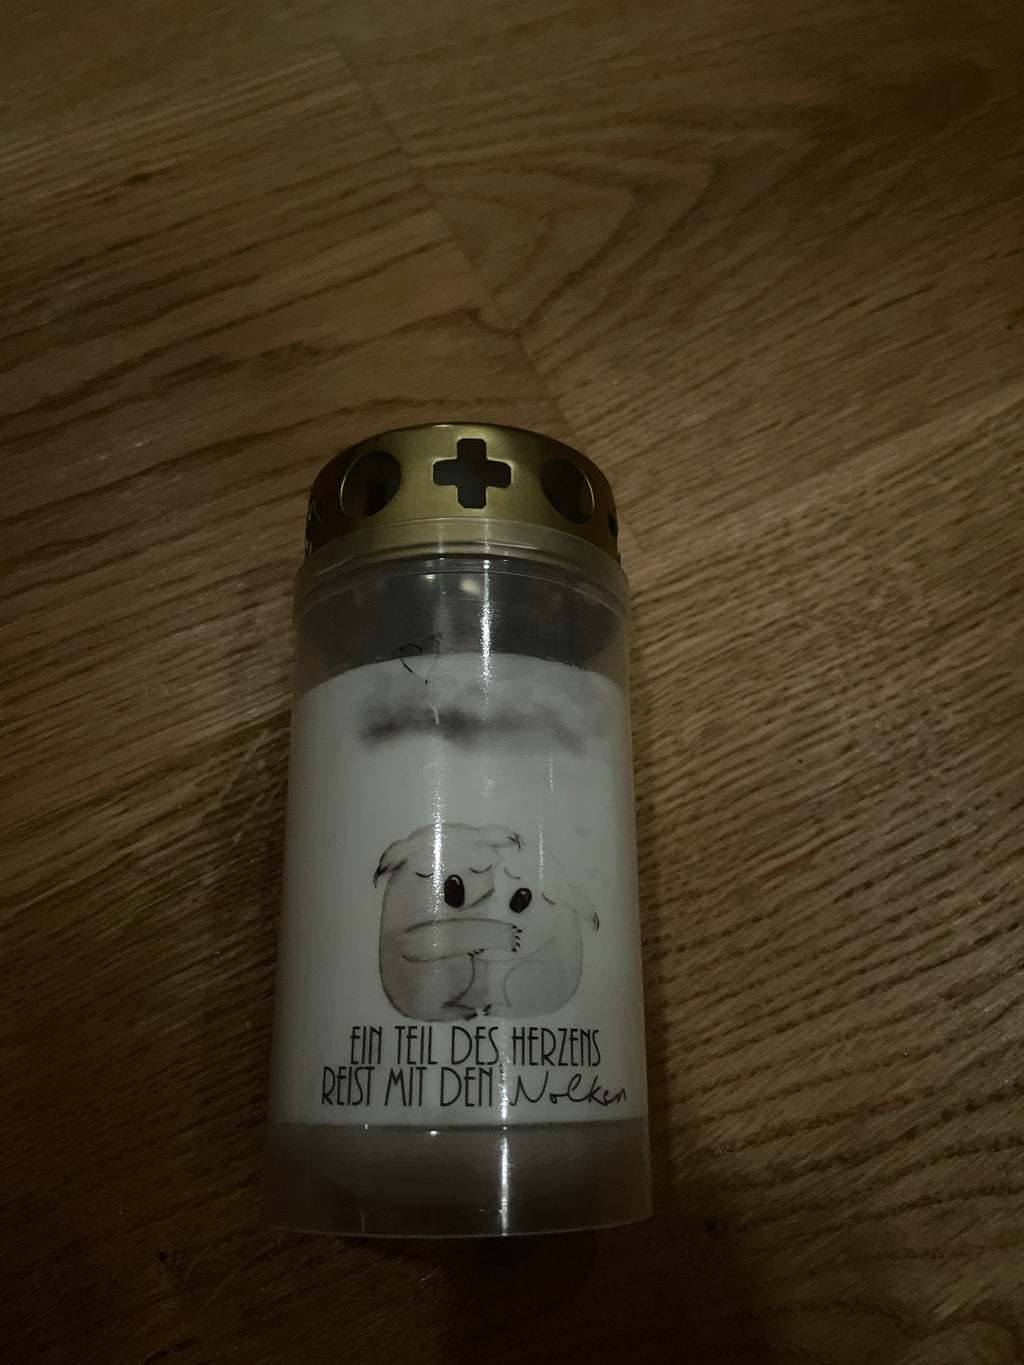 EIN TEIL DES HERZENS
REIST MIT DEN Wolken